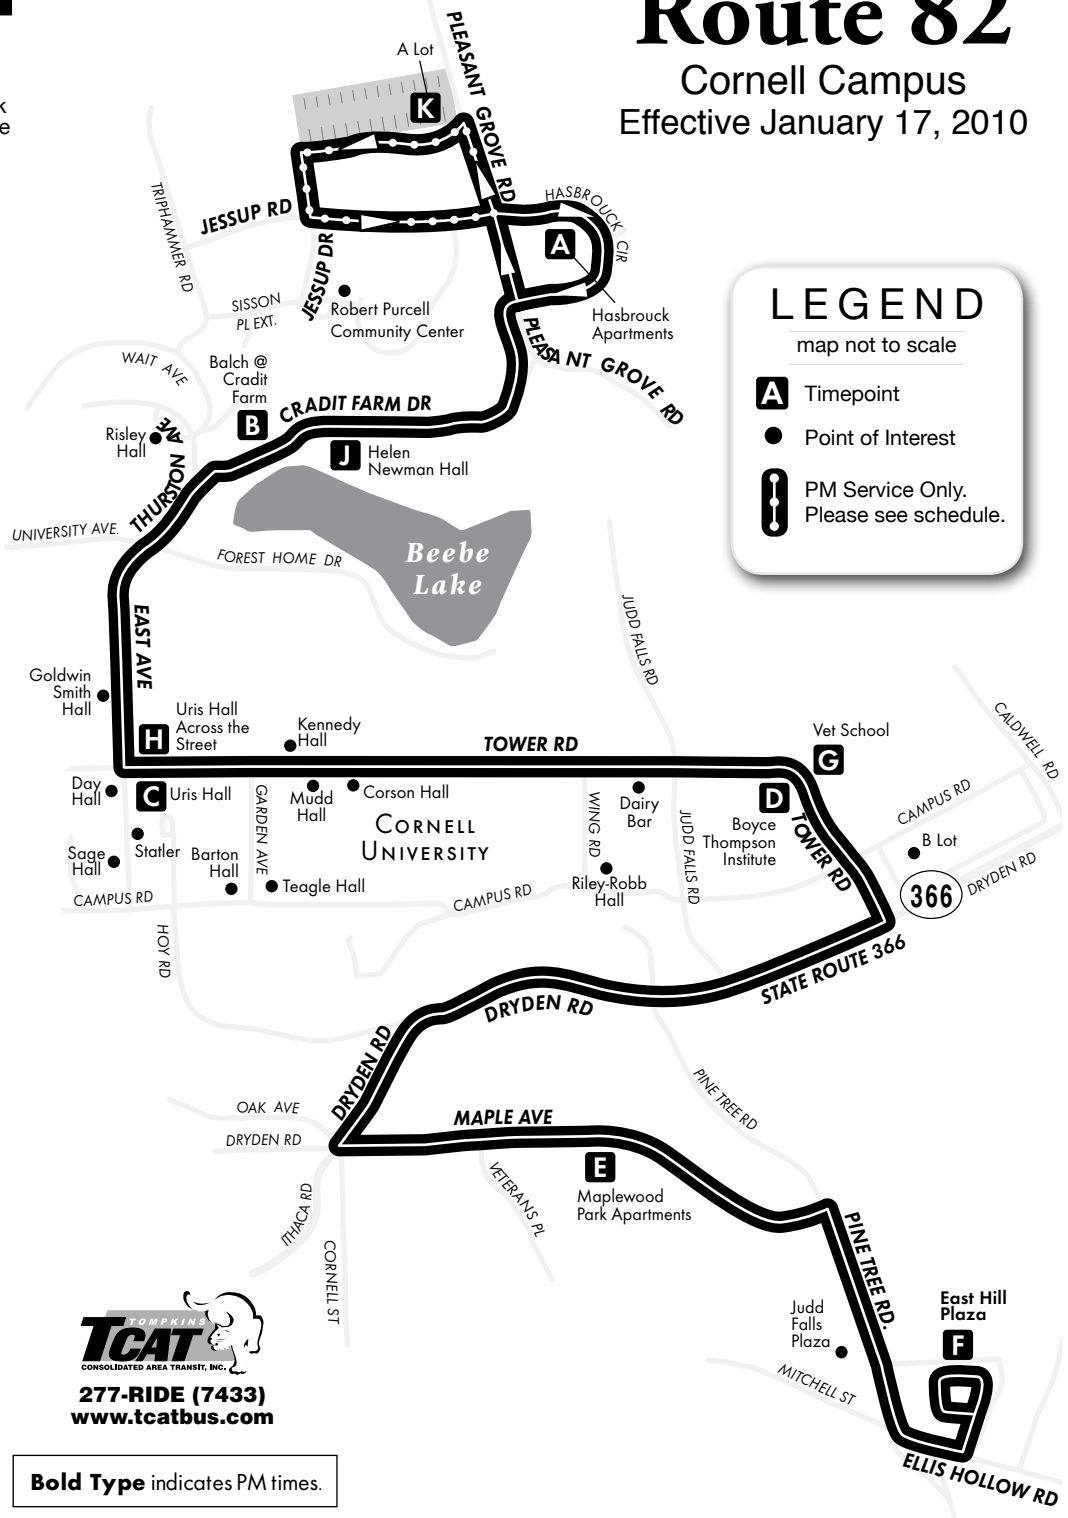 Route 82
Cornell Campus
Effective January 17, 2010
k
e
A Lot
K
PLEASANT GROVE RD
HASBROUCK CIR
TRIPHAMMER RD
JESSUP RD
JESSUP DR
A
Hasbrouck
Apartments
SISSON
PL EXT.
Robert Purcell
Community Center
PLEASANT GROVE RD
LEGEND
map not to scale
A Timepoint
Point of Interest
PM Service Only.
Please see schedule.
WAIT AVE
Balch @
Cradit
Farm
B
CRADIT FARM DR
Risley
Hall
THURSTON AVE
J
Helen
Newman Hall
UNIVERSITY AVE.
FOREST HOME DR
Beebe
Lake
EAST AVE
JUDD FALLS RD
Goldwin
Smith
Hall
H
Uris Hall
Across the
Street
Kennedy
Hall
TOWER RD
Vet School
G
CALDWELL RD
Day
Hall
C Uris Hall
GARDEN AVE
Mudd
Hall
Corson Hall
CORNELL
UNIVERSITY
WING RD
Dairy
Bar
JUDD FALLS RD
D
Boyce
Thompson
Institute
TOWER RD
CAMPUS RD
B Lot
Statler
Sage
Hall
Barton
Hall
Teagle Hall
Riley-Robb
Hall
366
DRYDEN RD
CAMPUS RD
CAMPUS RD
HOY RD
STATE ROUTE 366
DRYDEN RD
DRYDEN RD
OAK AVE
DRYDEN RD
MAPLE AVE
PINE TREE RD
E
Maplewood
Park Apartments
VETERANS PL
ITHACA RD
CORNELL ST
PINE TREE RD.
East Hill
Plaza
F
Judd
Falls
Plaza
MITCHELL ST
ELLIS HOLLOW RD
TOMPKINS
TCAT
CONSOLIDATED AREA TRANSIT, INC.
277-RIDE (7433)
www.tcatbus.com
Bold Type indicates PM times.